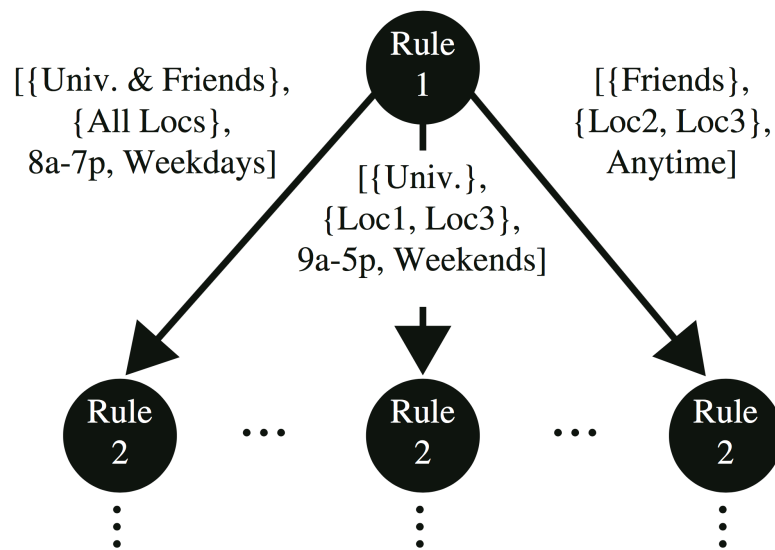 Rule
1
[{Univ. & Friends},
{All Locs},
8a-7p, Weekdays]
[{Univ.},
{Loc1, Loc3},
9a-5p, Weekends]
[{Friends},
{Loc2, Loc3},
Anytime]
Rule
2
...
Rule
2
...
Rule
2